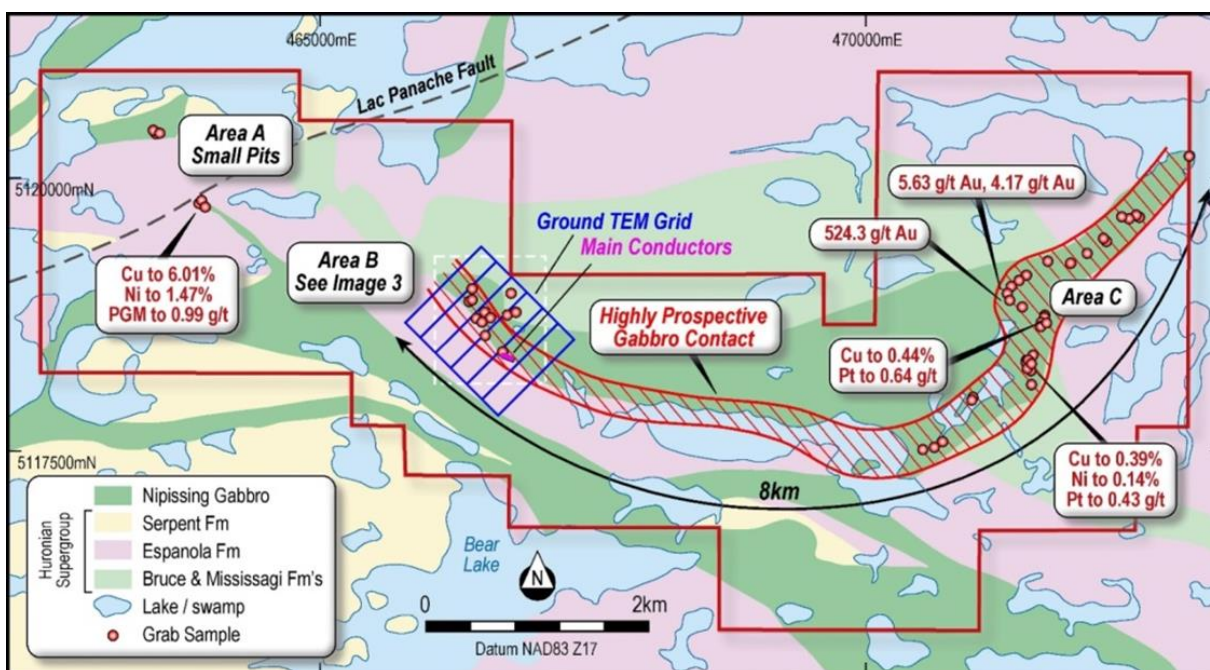 465000mE
470000mE
Lac Panache Fault
Area A
Small Pits
5120000mN
5.63 g/t Au, 4.17 g/t Au
Ground TEM Grid
524.3 g/t Au
Main Conductors
Area B
See Image 3
Cu to 6.01%
Ni to 1.47%
PGM to 0.99 g/t
Area C
Highly Prospective
Gabbro Contact
Cu to 0.44%
Pt to 0.64 g/t
5117500mN
Cu to 0.39%
Ni to 0.14%
Pt to 0.43 g/t
8km
Nipissing Gabbro
Huronian
Supergroup
Serpent Fm
Espanola Fm
Bruce & Mississagi Fm's
Lake / swamp
Grab Sample
Bear
Lake
N
0
2km
Datum NAD83 Z17